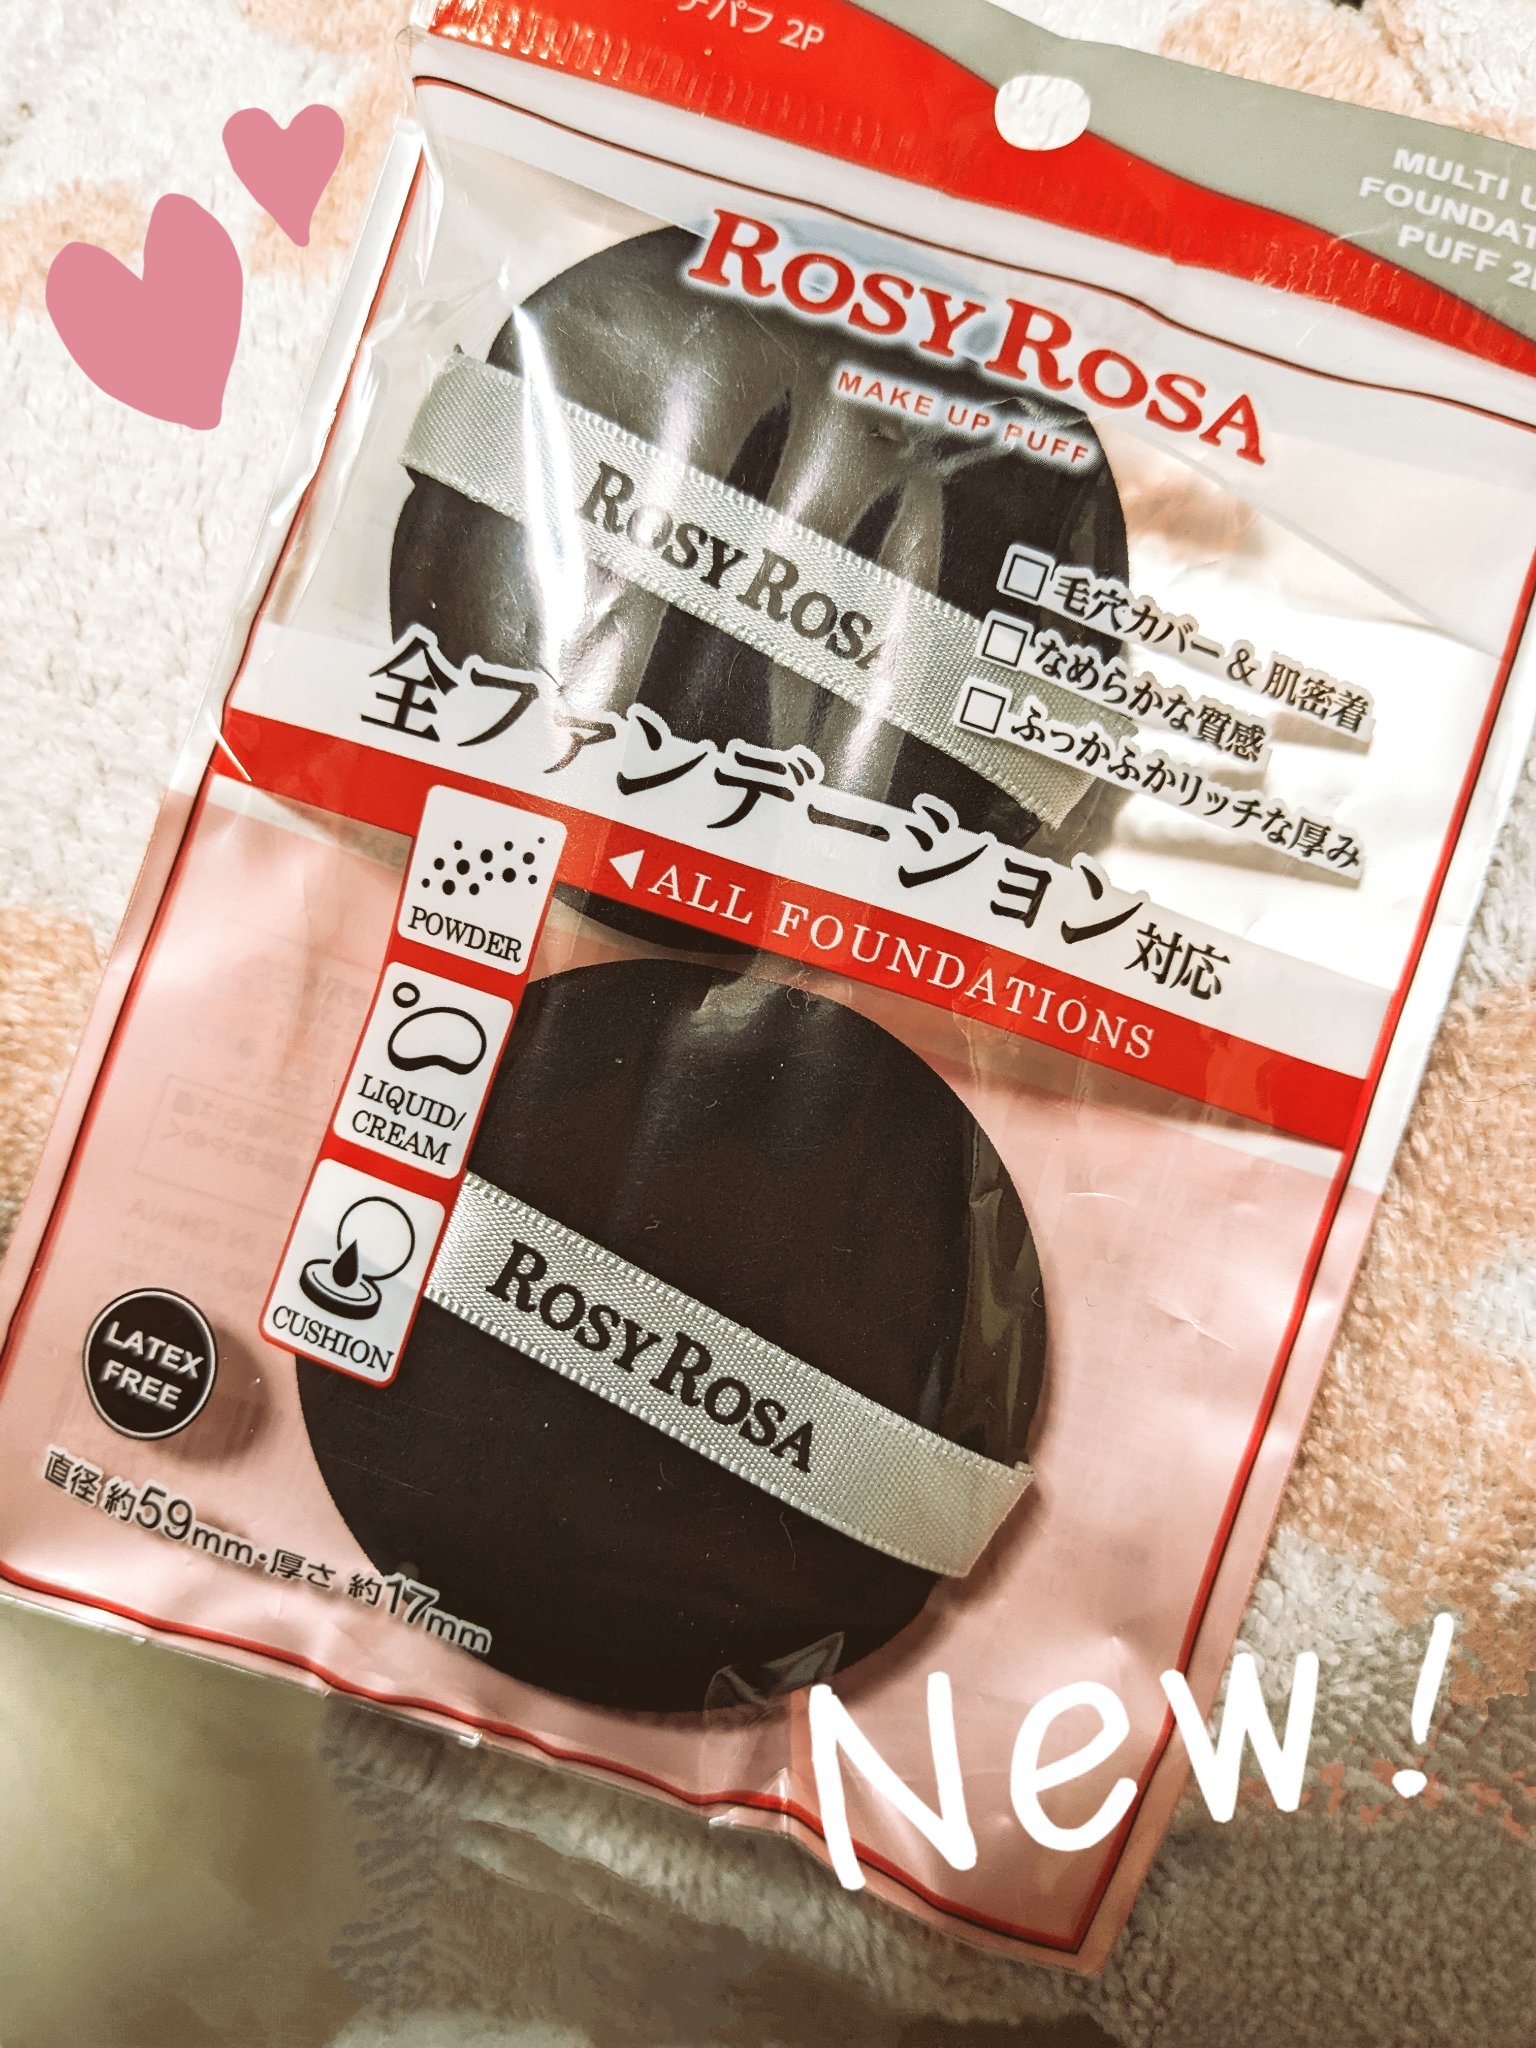 パフ 2P
MULTI
FOUNDAT
PUFF 2
ROSY ROSA
MAKE UP PUFF
ROSY ROSA
□毛穴カバー&肌密着
□なめらかな質感
□ふっかふかリッチな厚み
全ファンデーション対応
◀ALL FOUNDATIONS
POWDER
LIQUID/
CREAM
CUSHION
ROSY ROSA
LATEX
FREE
直径 約59mm・厚さ 約17mm
New!